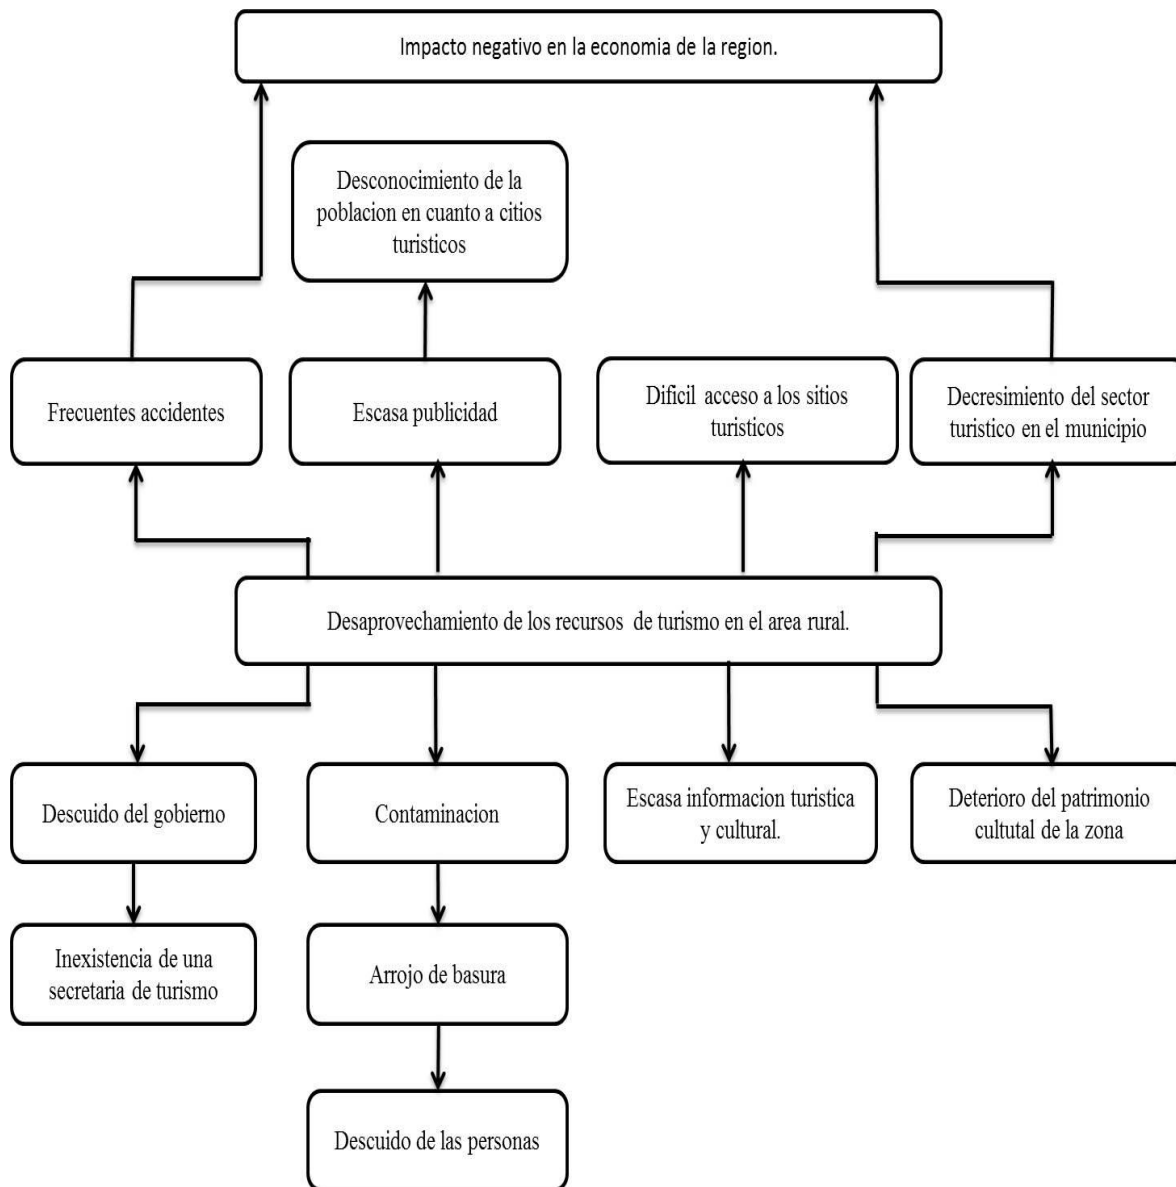 Impacto negativo en la economia de la region.
Desconocimiento de la
poblacion en cuanto a citios
turisticos
Frecuentes accidentes
Escasa publicidad
Dificil acceso a los sitios
turisticos
Decresimiento del sector
turistico en el municipio
Desaprovechamiento de los recursos de turismo en el area rural.
Descuido del gobierno
Contaminacion
Escasa informacion turistica
y cultural.
Deterioro del patrimonio
cultutal de la zona
Inexistencia de una
secretaria de turismo
Arrojo de basura
Descuido de las personas